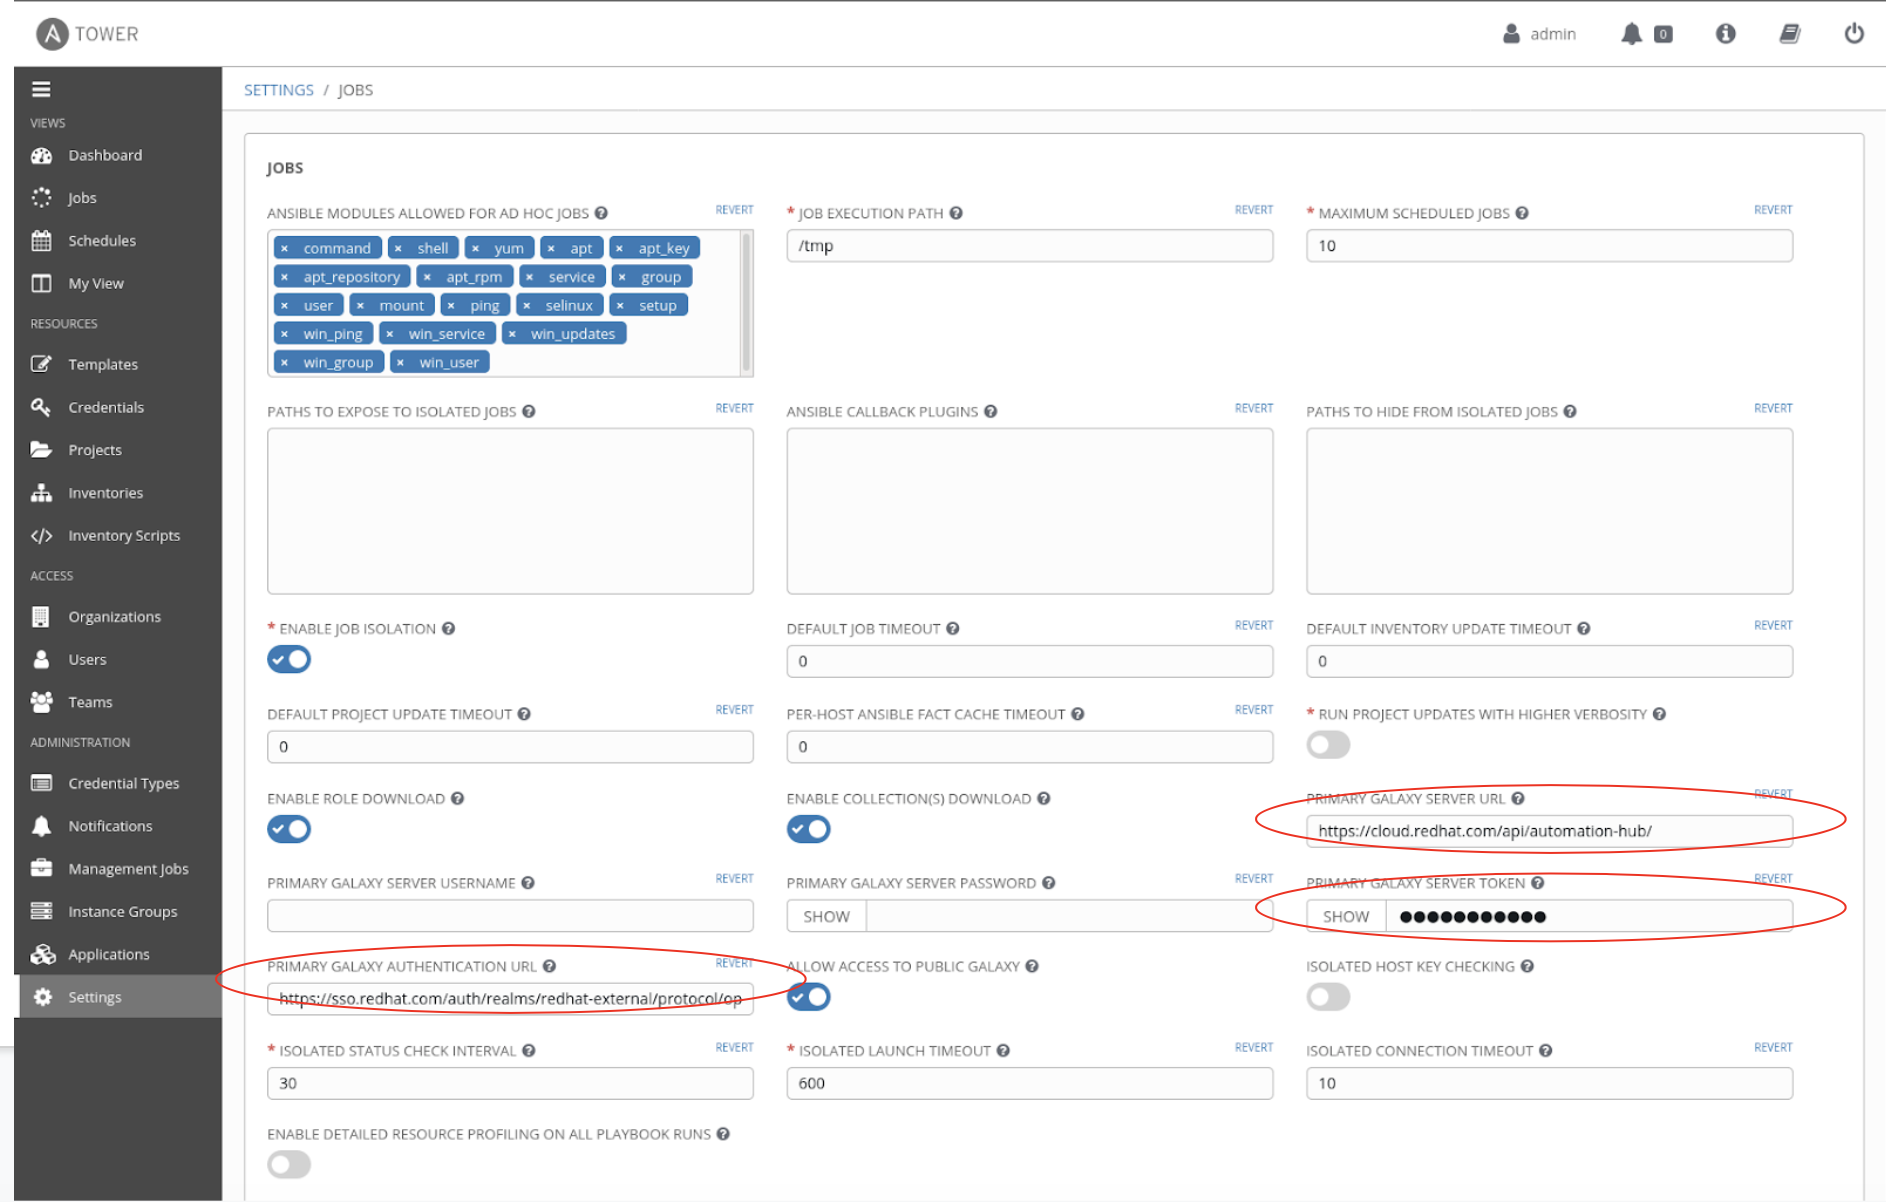 A TOWER
admin
0
SETTINGS / JOBS
VIEWS
Dashboard
Jobs
Schedules
My View
RESOURCES
Templates
Credentials
Projects
Inventories
Inventory Scripts
ACCESS
Organizations
Users
Teams
ADMINISTRATION
Credential Types
Notifications
Management Jobs
Instance Groups
Applications
Settings
JOBS
ANSIBLE MODULES ALLOWED FOR AD HOC JOBS REVERT
× command × shell × yum × apt × apt_key
× apt_repository × apt_rpm × service × group
× user × mount × ping × selinux × setup
× win_ping × win_service × win_updates
× win_group × win_user
* JOB EXECUTION PATH REVERT
/tmp
* MAXIMUM SCHEDULED JOBS REVERT
10
PATHS TO EXPOSE TO ISOLATED JOBS REVERT
ANSIBLE CALLBACK PLUGINS REVERT
PATHS TO HIDE FROM ISOLATED JOBS REVERT
* ENABLE JOB ISOLATION
DEFAULT JOB TIMEOUT REVERT
0
DEFAULT INVENTORY UPDATE TIMEOUT REVERT
0
DEFAULT PROJECT UPDATE TIMEOUT REVERT
0
PER-HOST ANSIBLE FACT CACHE TIMEOUT REVERT
0
* RUN PROJECT UPDATES WITH HIGHER VERBOSITY
ENABLE ROLE DOWNLOAD
ENABLE COLLECTION(S) DOWNLOAD
PRIMARY GALAXY SERVER URL REVERT
https://cloud.redhat.com/api/automation-hub/
PRIMARY GALAXY SERVER USERNAME REVERT
PRIMARY GALAXY SERVER PASSWORD REVERT
SHOW
PRIMARY GALAXY SERVER TOKEN REVERT
SHOW ●●●●●●●●●●●
PRIMARY GALAXY AUTHENTICATION URL REVERT
https://sso.redhat.com/auth/realms/redhat-external/protocol/op
ALLOW ACCESS TO PUBLIC GALAXY
ISOLATED HOST KEY CHECKING
* ISOLATED STATUS CHECK INTERVAL REVERT
30
* ISOLATED LAUNCH TIMEOUT REVERT
600
ISOLATED CONNECTION TIMEOUT REVERT
10
ENABLE DETAILED RESOURCE PROFILING ON ALL PLAYBOOK RUNS